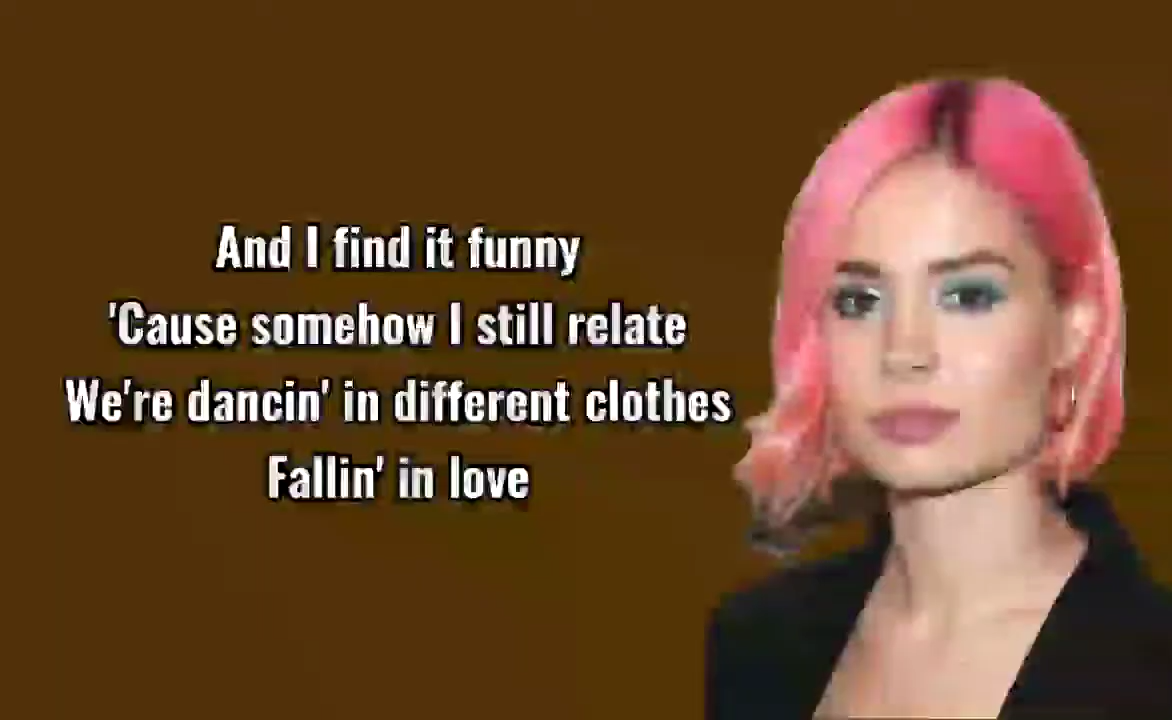 And I find it funny
'Cause somehow I still relate
We're dancin' in different clothes
Fallin' in love